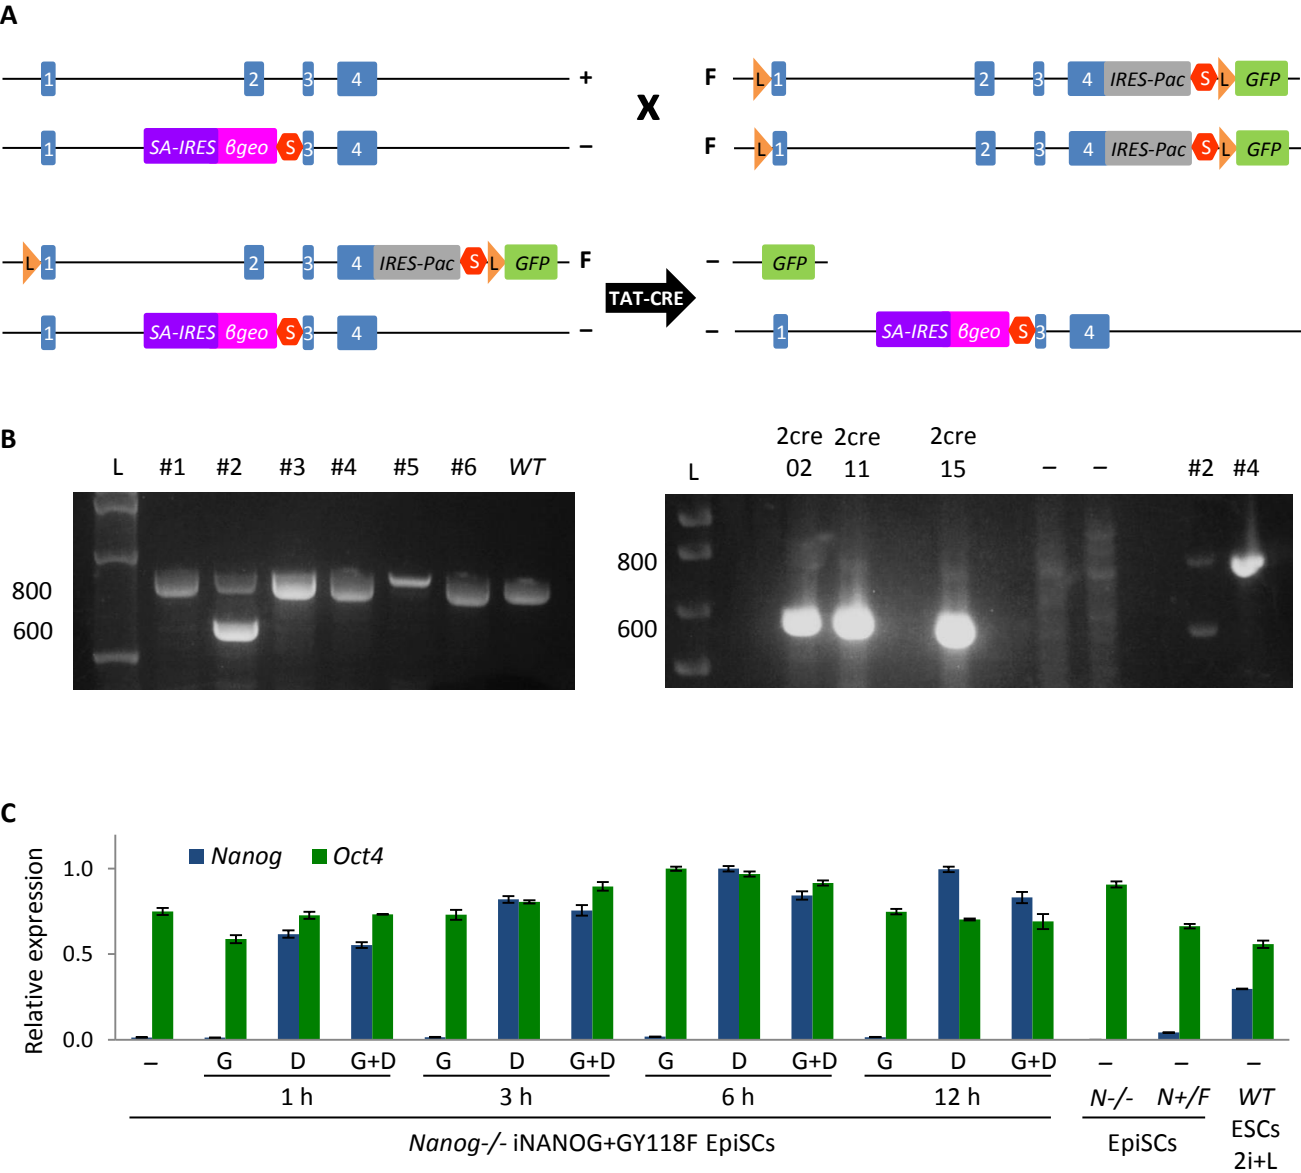 A
1 2 3 4 +
1 SA-IRES βgeo S 3 4 –
X
F L 1 2 3 4 IRES-Pac S L GFP
F L 1 2 3 4 IRES-Pac S L GFP
L 1 2 3 4 IRES-Pac S L GFP F
1 SA-IRES βgeo S 3 4 –
TAT-CRE
– GFP
– 1 SA-IRES βgeo S 3 4
B
L #1 #2 #3 #4 #5 #6 WT
800
600
2cre 2cre 2cre
L 02 11 15 – – #2 #4
800
600
C
Nanog Oct4
Relative expression
1.0
0.5
0.0
– G D G+D G D G+D G D G+D G D G+D – – –
1 h 3 h 6 h 12 h N-/- N+/F WT
Nanog-/- iNANOG+GY118F EpiSCs EpiSCs ESCs
2i+L